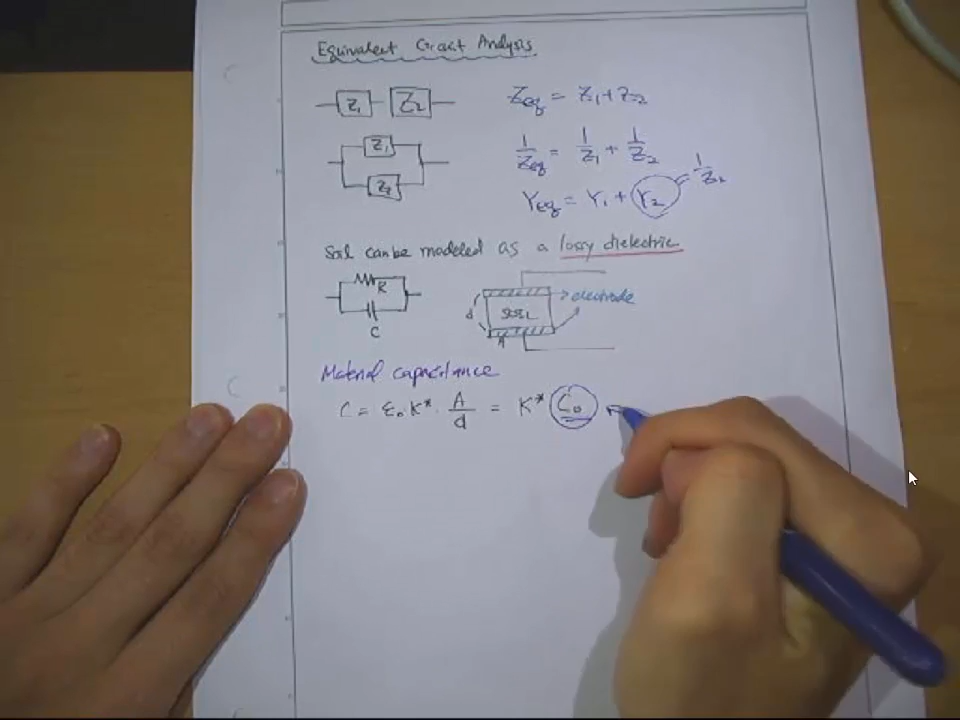 Equivalent Circuit Analysis
Z1 Z2 Zeq = Z1 + Z2
Z1
Z2
1/Zeq = 1/Z1 + 1/Z2
Yeq = Y1 + Y2 = 1/Z2
Soil can be modeled as a lossy dielectric
R
C
d SOIL A electrode
Material capacitance
C = ε0·K*·A/d = K* C0